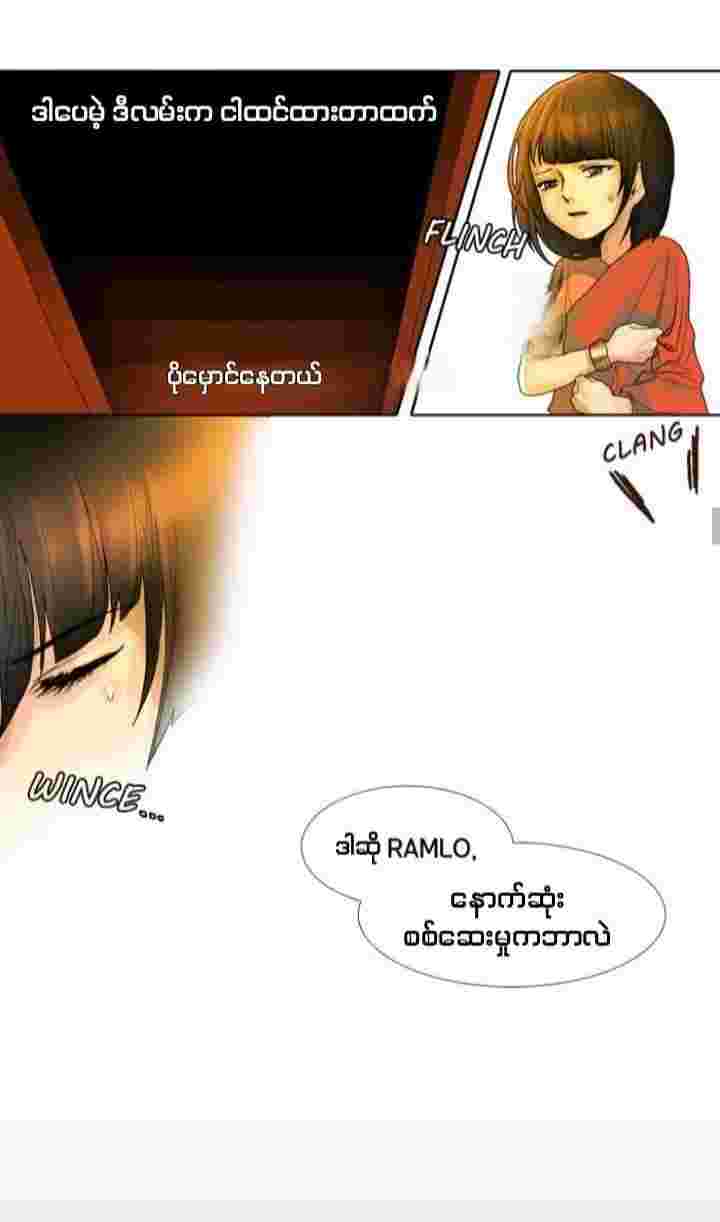 ဒါပေမဲ့ ဒီလမ်းက ငါထင်ထားတာထက်
ပိုမှောင်နေတယ်
FLINCH
CLANG
WINCE...
ဒါဆို RAMLO,
နောက်ဆုံး
စစ်ဆေးမှုကဘာလဲ